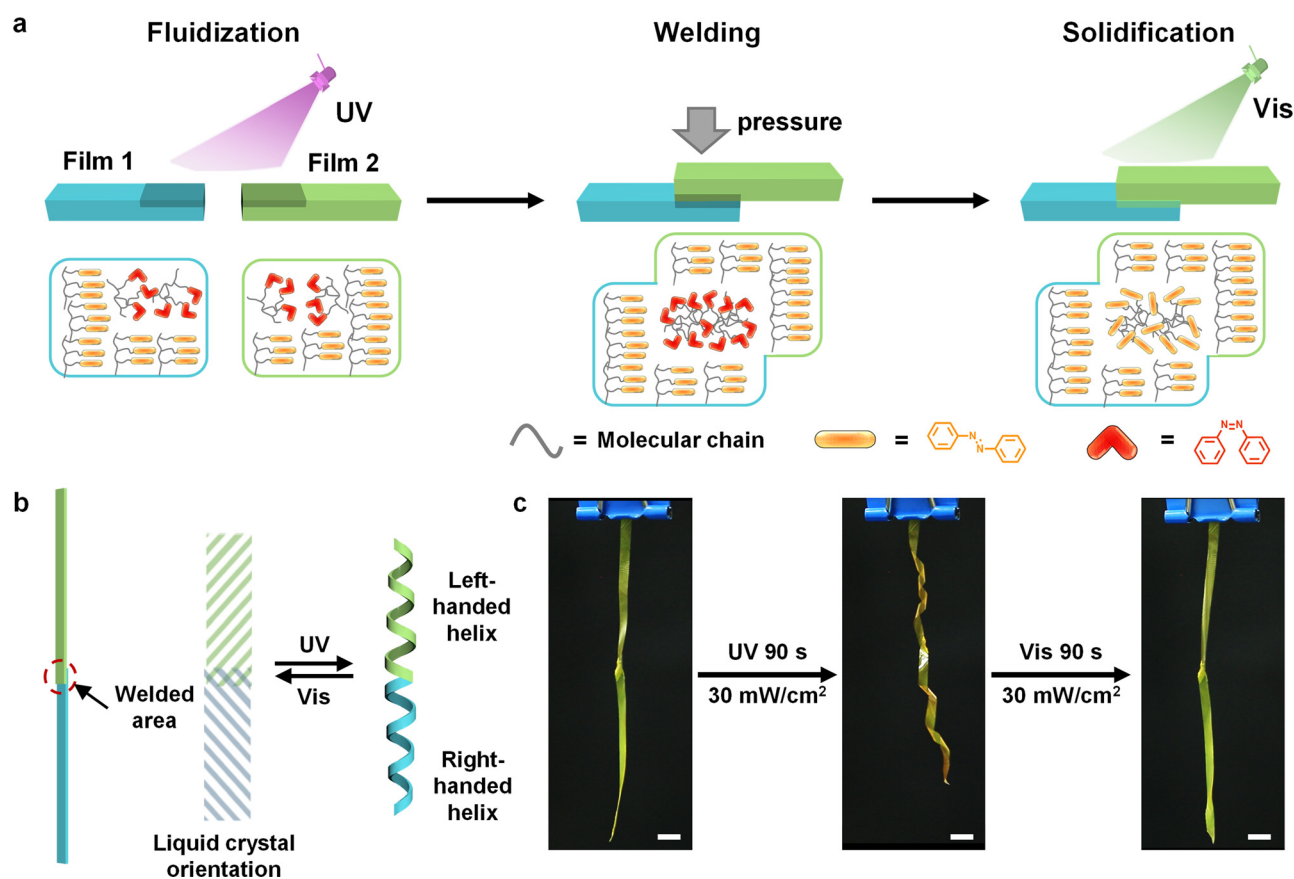 a
Fluidization
Welding
Solidification
UV
Vis
pressure
Film 1
Film 2
= Molecular chain
=
N
N
=
N
N
b
c
Left-
handed
helix
UV
Vis
Welded
area
Right-
handed
helix
Liquid crystal
orientation
UV 90 s
30 mW/cm²
Vis 90 s
30 mW/cm²